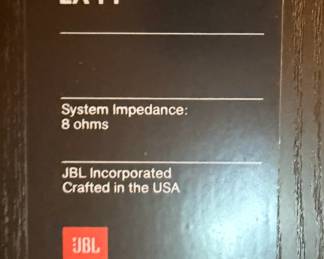 System Impedance:
8 ohms
JBL Incorporated
Crafted in the USA
JBL